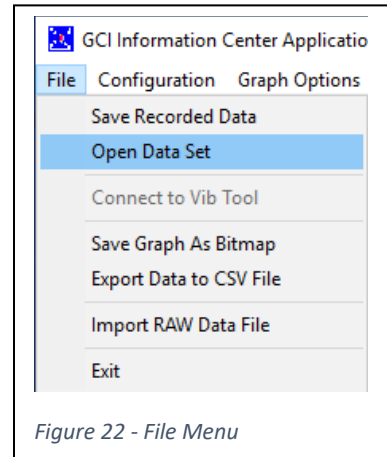 GCI Information Center Applicatio
File Configuration Graph Options
Save Recorded Data
Open Data Set
Connect to Vib Tool
Save Graph As Bitmap
Export Data to CSV File
Import RAW Data File
Exit
Figure 22 - File Menu